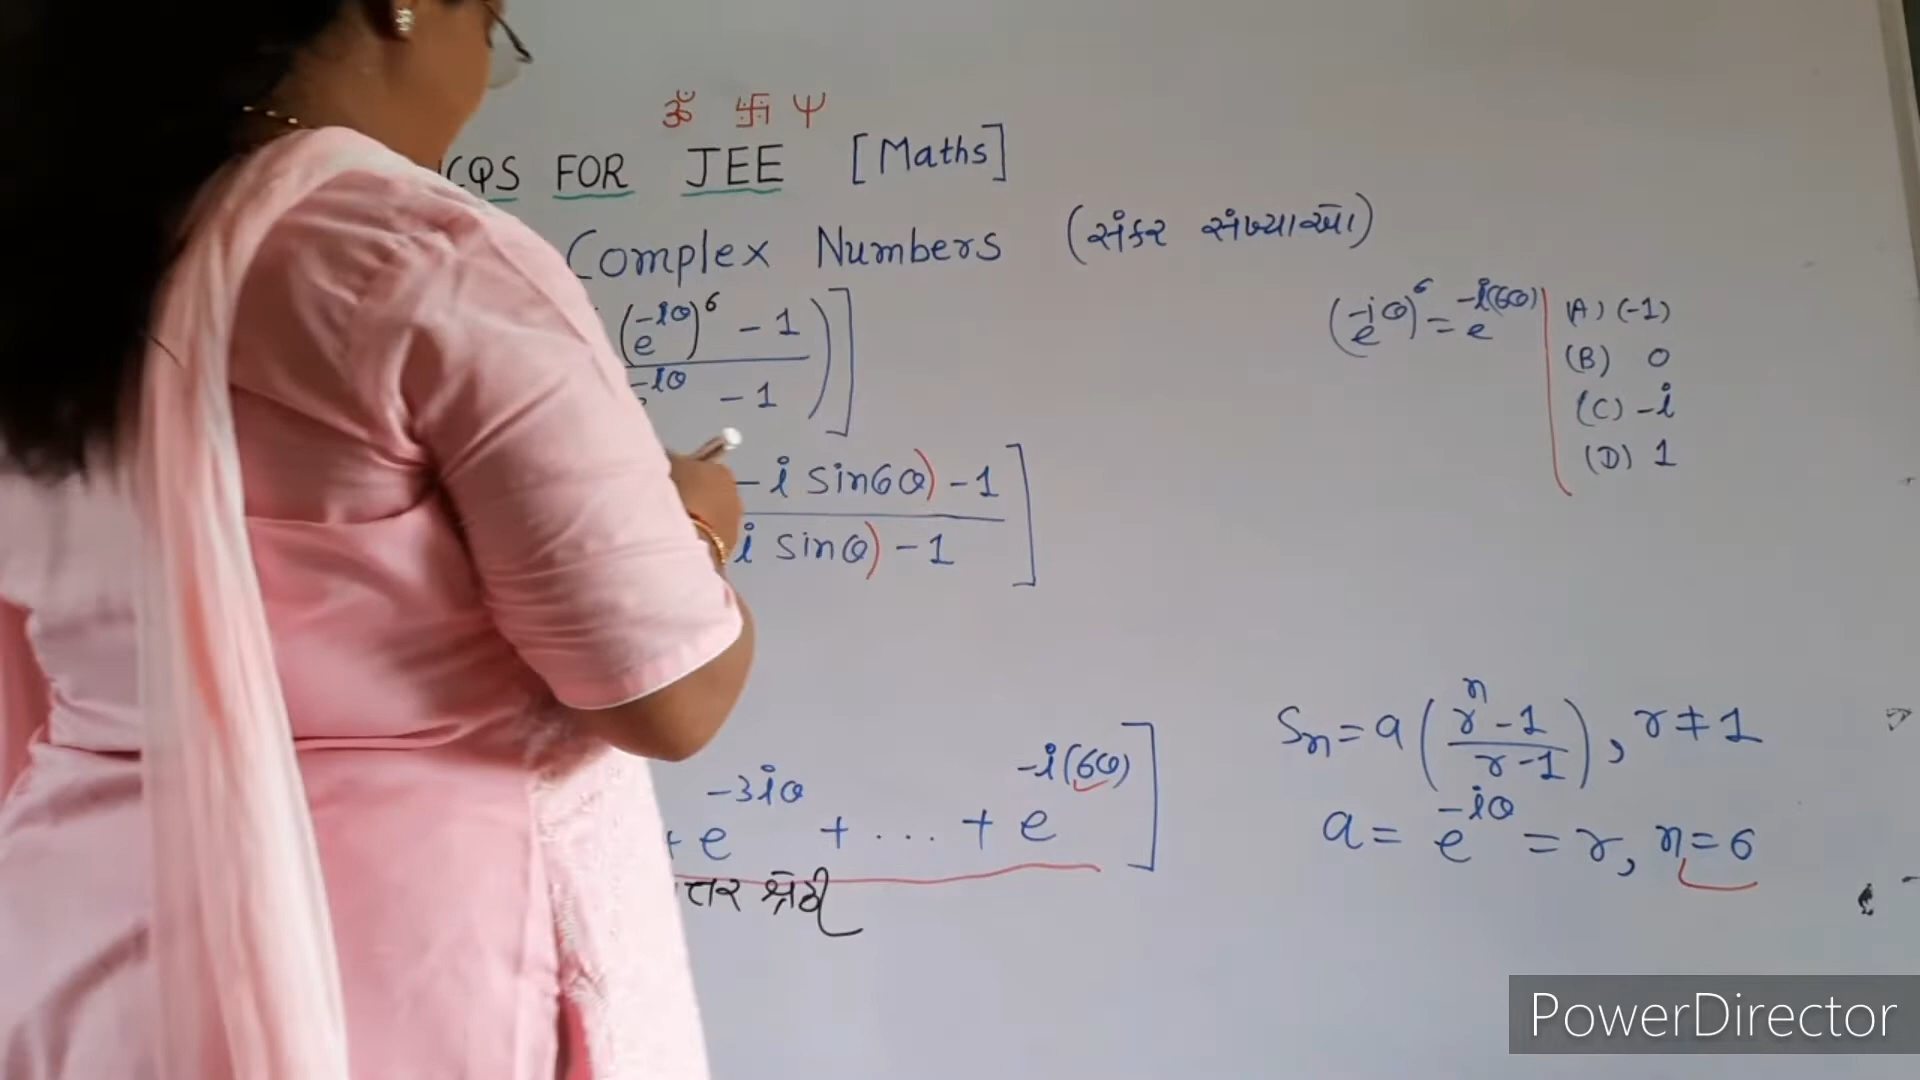 ॐ 卐 Ψ
CQS FOR JEE [Maths]
Complex Numbers (સંકર સંખ્યાઓ)
(e^{-iθ})^6 - 1
e^{-iθ} - 1
(e^{-iθ})^6 = e^{-i(6θ)}
(A) (-1)
(B) 0
(C) -i
(D) 1
- i sin6θ) - 1
i sinθ) - 1
+ e^{-3iθ} + ... + e^{-i(6θ)}
ત્તર શ્રેઢી
S_n = a ( (r^n - 1) / (r - 1) ), r ≠ 1
a = e^{-iθ} = r, n = 6
PowerDirector